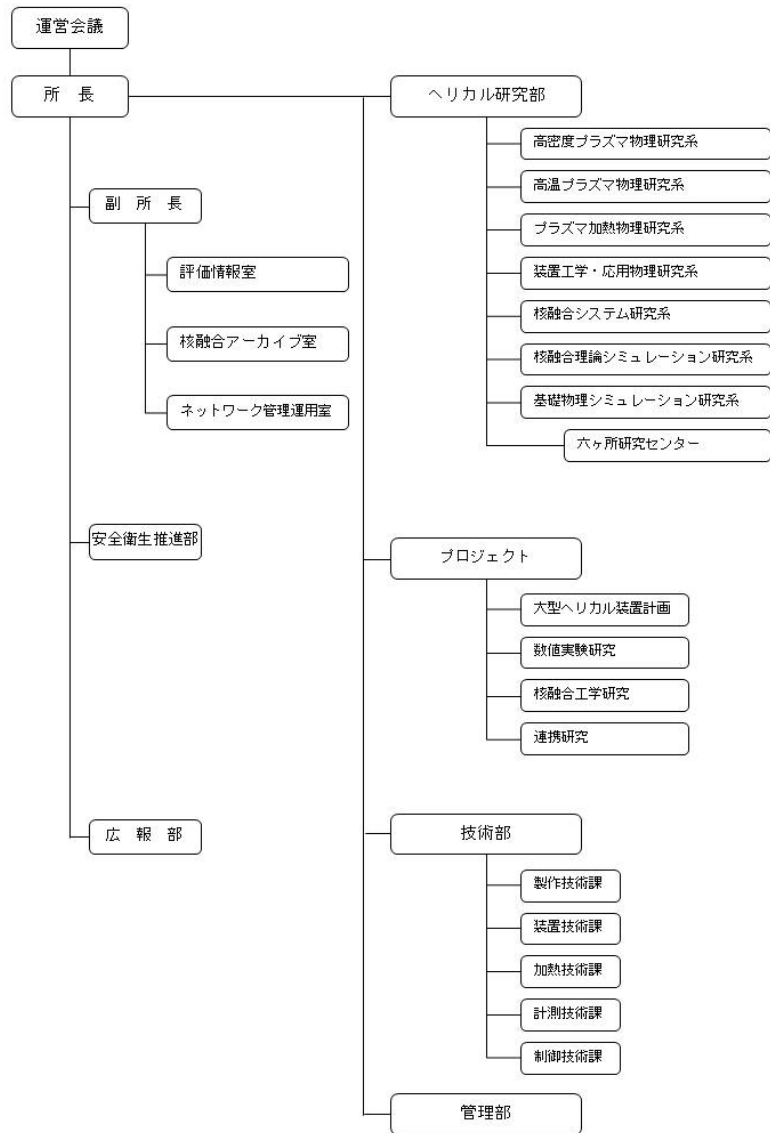 運営会議
所　長
副　所　長
評価情報室
核融合アーカイブ室
ネットワーク管理運用室
安全衛生推進部
広　報　部
ヘリカル研究部
高密度プラズマ物理研究系
高温プラズマ物理研究系
プラズマ加熱物理研究系
装置工学・応用物理研究系
核融合システム研究系
核融合理論シミュレーション研究系
基礎物理シミュレーション研究系
六ヶ所研究センター
プロジェクト
大型ヘリカル装置計画
数値実験研究
核融合工学研究
連携研究
技術部
製作技術課
装置技術課
加熱技術課
計測技術課
制御技術課
管理部